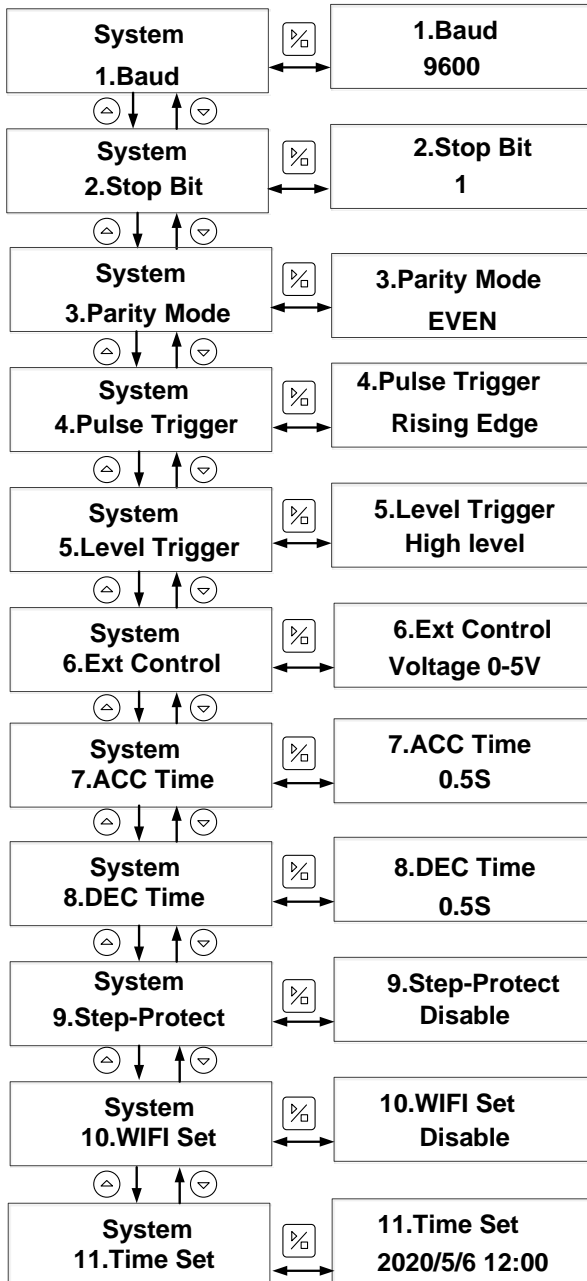 System
1.Baud
1.Baud
9600
System
2.Stop Bit
2.Stop Bit
1
System
3.Parity Mode
3.Parity Mode
EVEN
System
4.Pulse Trigger
4.Pulse Trigger
Rising Edge
System
5.Level Trigger
5.Level Trigger
High level
System
6.Ext Control
6.Ext Control
Voltage 0-5V
System
7.ACC Time
7.ACC Time
0.5S
System
8.DEC Time
8.DEC Time
0.5S
System
9.Step-Protect
9.Step-Protect
Disable
System
10.WIFI Set
10.WIFI Set
Disable
System
11.Time Set
11.Time Set
2020/5/6 12:00